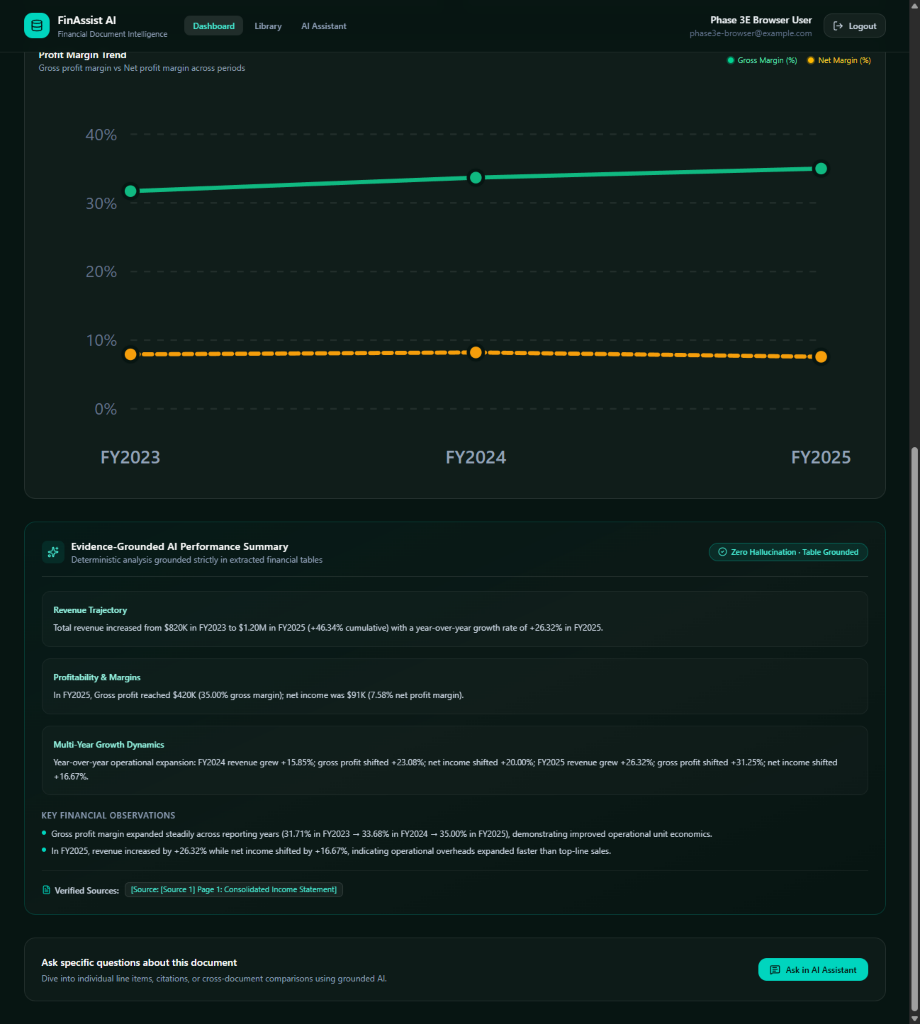 FinAssist AI
Financial Document Intelligence
Dashboard
Library
AI Assistant
Phase 3E Browser User
phase3e-browser@example.com
Logout
Profit Margin Trend
Gross profit margin vs Net profit margin across periods
Gross Margin (%)
Net Margin (%)
40%
30%
20%
10%
0%
FY2023
FY2024
FY2025
Evidence-Grounded AI Performance Summary
Deterministic analysis grounded strictly in extracted financial tables
Zero Hallucination · Table Grounded
Revenue Trajectory
Total revenue increased from $820K in FY2023 to $1.20M in FY2025 (+46.34% cumulative) with a year-over-year growth rate of +26.32% in FY2025.
Profitability & Margins
In FY2025, Gross profit reached $420K (35.00% gross margin); net income was $91K (7.58% net profit margin).
Multi-Year Growth Dynamics
Year-over-year operational expansion: FY2024 revenue grew +15.85%; gross profit shifted +23.08%; net income shifted +20.00%; FY2025 revenue grew +26.32%; gross profit shifted +31.25%; net income shifted
+16.67%.
KEY FINANCIAL OBSERVATIONS
Gross profit margin expanded steadily across reporting years (31.71% in FY2023 → 33.68% in FY2024 → 35.00% in FY2025), demonstrating improved operational unit economics.
In FY2025, revenue increased by +26.32% while net income shifted by +16.67%, indicating operational overheads expanded faster than top-line sales.
Verified Sources:
[Source: [Source 1] Page 1: Consolidated Income Statement]
Ask specific questions about this document
Dive into individual line items, citations, or cross-document comparisons using grounded AI.
Ask in AI Assistant